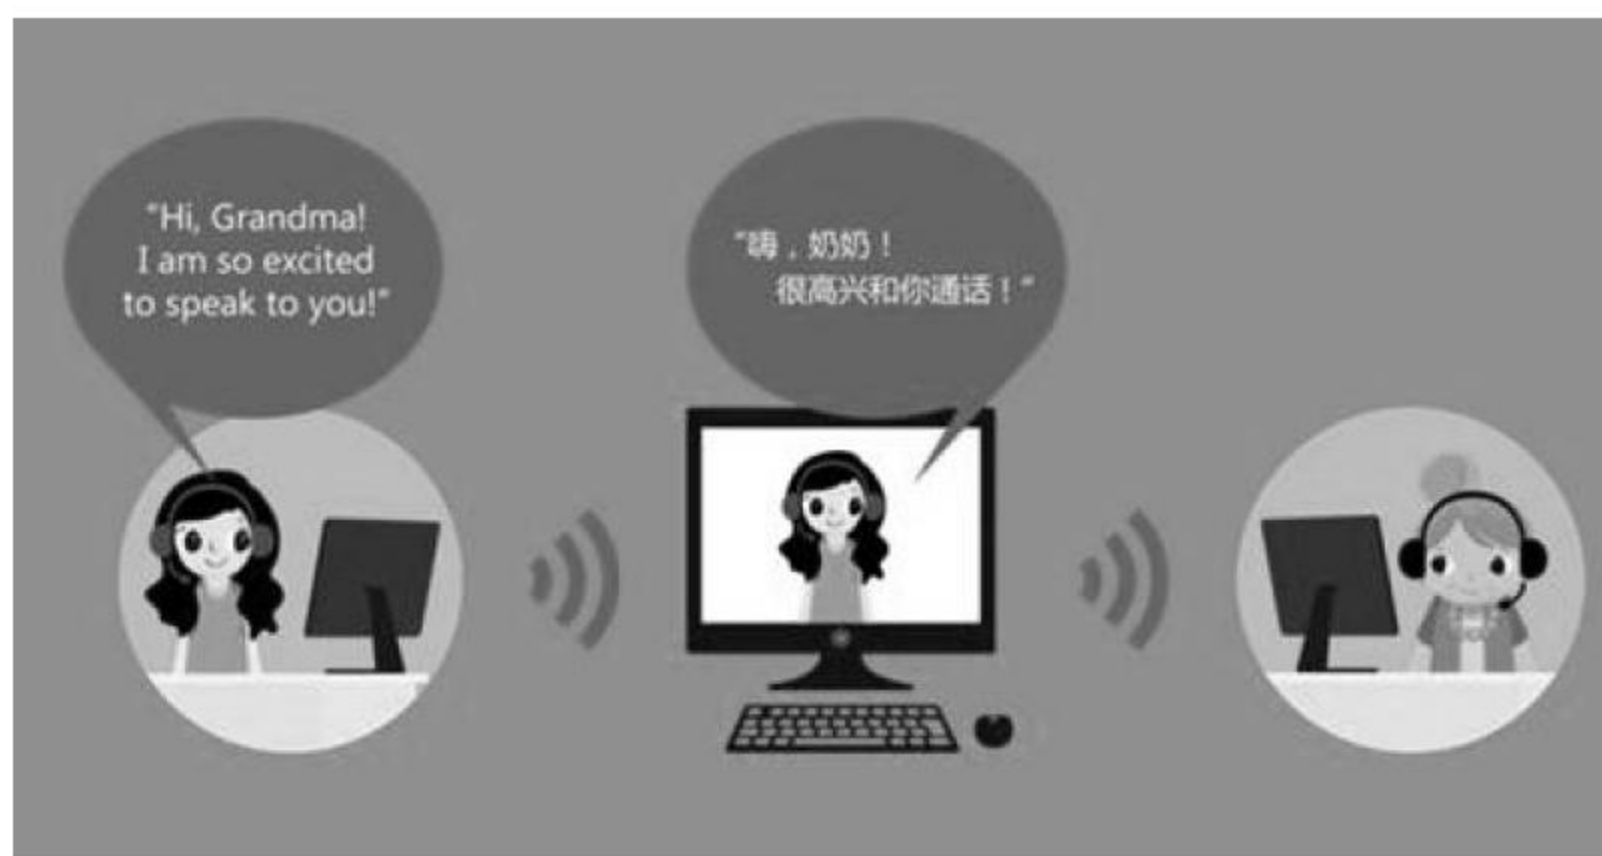 “Hi, Grandma!
I am so excited
to speak to you!”
“嗨，奶奶！
很高兴和你通话！”